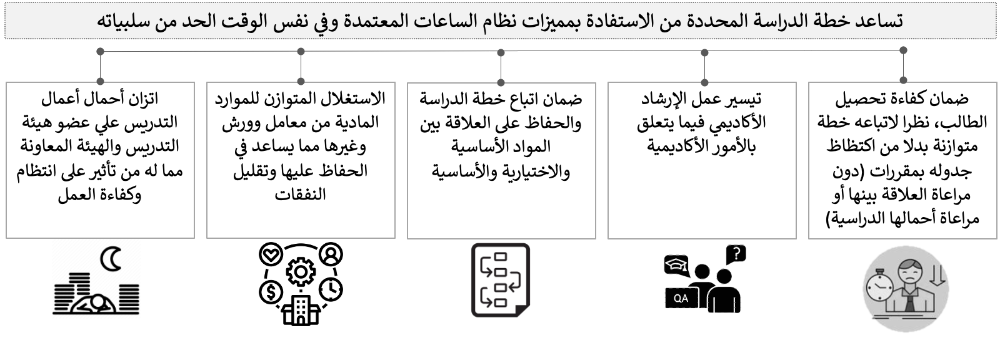 تساعد خطة الدراسة المحددة من الاستفادة بمميزات نظام الساعات المعتمدة وفي نفس الوقت الحد من سلبياته
ضمان كفاءة تحصيل
الطالب، نظرا لاتباعه خطة
متوازنة بدلا من اكتظاظ
جدوله بمقررات (دون
مراعاة العلاقة بينها أو
مراعاة أحمالها الدراسية)
تيسير عمل الإرشاد
الأكاديمي فيما يتعلق
بالأمور الأكاديمية
ضمان اتباع خطة الدراسة
والحفاظ على العلاقة بين
المواد الأساسية
والاختيارية والأساسية
الاستغلال المتوازن للموارد
المادية من معامل وورش
وغيرها مما يساعد في
الحفاظ عليها وتقليل
النفقات
اتزان أحمال أعمال
التدريس علي عضو هيئة
التدريس والهيئة المعاونة
مما له من تأثير على انتظام
وكفاءة العمل
?
QA
$